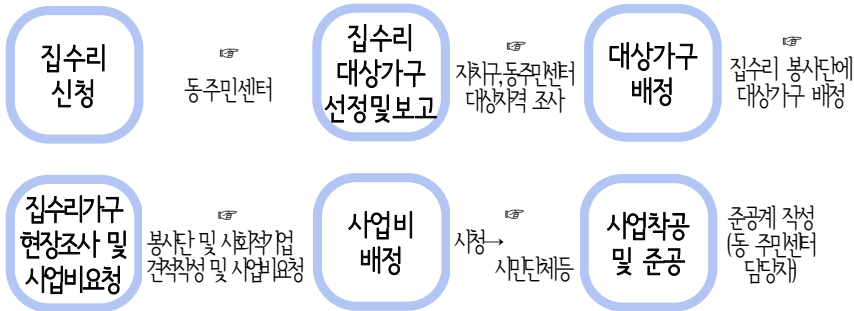 집수리
신청
☞
동주민센터
집수리
대상가구
선정및보고
☞
자치구,동주민센터
대상자격 조사
대상가구
배정
☞
집수리 봉사단에
대상가구 배정
집수리가구
현장조사 및
사업비요청
☞
봉사단 및 사회적기업
견적작성 및 사업비요청
사업비
배정
☞
시청→
시민단체등
사업착공
및 준공
준공계 작성
(동 주민센터
담당자)